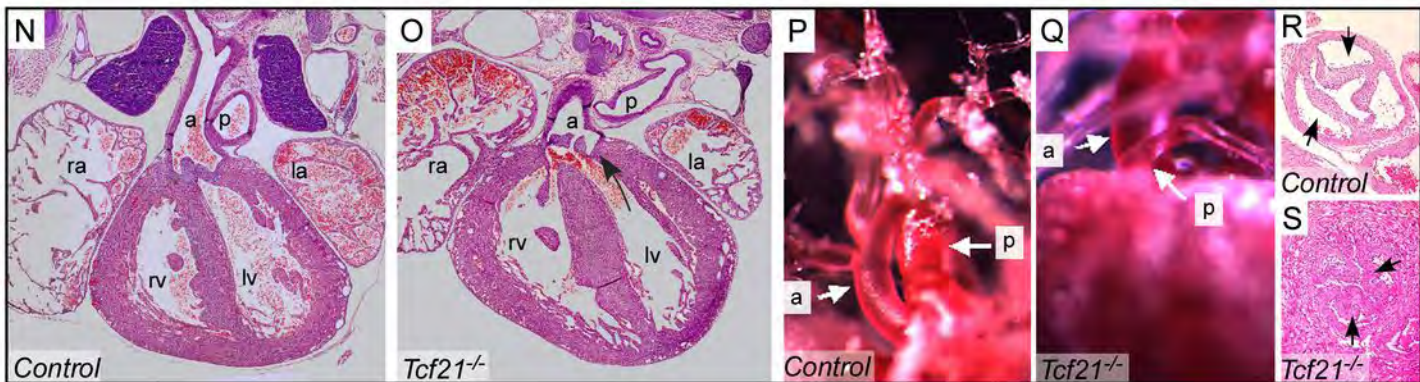 N
a
p
ra
la
rv
lv
Control
O
p
a
la
ra
rv
lv
Tcf21-/-
P
p
a
Control
Q
a
p
Tcf21-/-
R
Control
S
Tcf21-/-